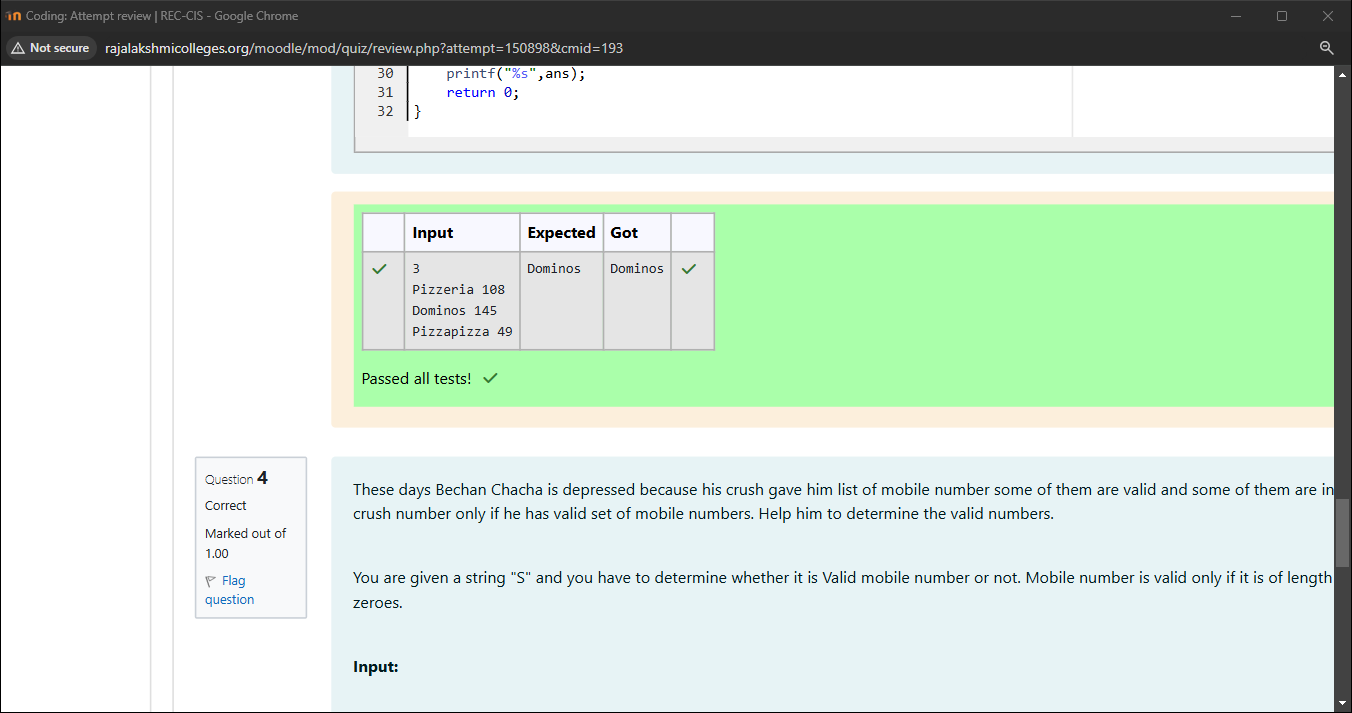 Coding: Attempt review | REC-CIS - Google Chrome
Not secure rajalakshmicolleges.org/moodle/mod/quiz/review.php?attempt=150898&cmid=193
30 printf("%s",ans);
31 return 0;
32 }
Input Expected Got
3 Dominos Dominos
Pizzeria 108
Dominos 145
Pizzapizza 49
Passed all tests!
Question 4
Correct
Marked out of
1.00
Flag
question
These days Bechan Chacha is depressed because his crush gave him list of mobile number some of them are valid and some of them are in
crush number only if he has valid set of mobile numbers. Help him to determine the valid numbers.
You are given a string "S" and you have to determine whether it is Valid mobile number or not. Mobile number is valid only if it is of length
zeroes.
Input: